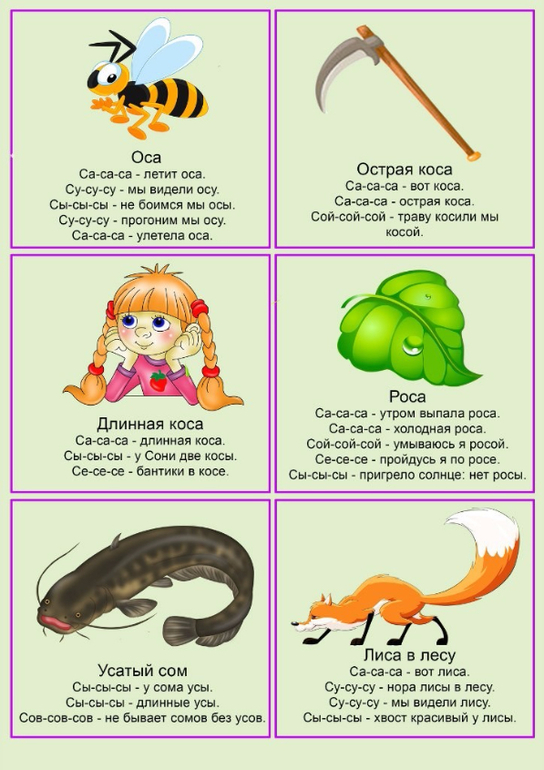 Оса
Са-са-са - летит оса.
Су-су-су - мы видели осу.
Сы-сы-сы - не боимся мы осы.
Су-су-су - прогоним мы осу.
Са-са-са - улетела оса.
Острая коса
Са-са-са - вот коса.
Са-са-са - острая коса.
Сой-сой-сой - траву косили мы
косой.
Длинная коса
Са-са-са - длинная коса.
Сы-сы-сы - у Сони две косы.
Се-се-се - бантики в косе.
Роса
Са-са-са - утром выпала роса.
Са-са-са - холодная роса.
Сой-сой-сой - умываюсь я росой.
Се-се-се - пройдусь я по росе.
Сы-сы-сы - пригрело солнце: нет росы.
Усатый сом
Сы-сы-сы - у сома усы.
Сы-сы-сы - длинные усы.
Сов-сов-сов - не бывает сомов без усов.
Лиса в лесу
Са-са-са - вот лиса.
Су-су-су - нора лисы в лесу.
Су-су-су - мы видели лису.
Сы-сы-сы - хвост красивый у лисы.